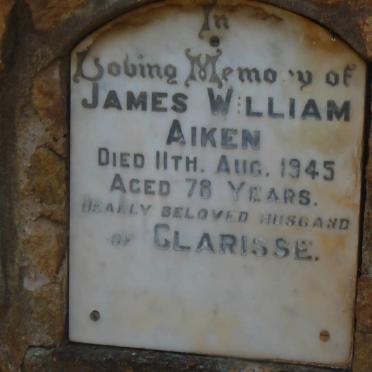 In
Loving Memory of
JAMES WILLIAM
AIKEN
DIED 11TH. AUG. 1945
AGED 78 YEARS.
DEARLY BELOVED HUSBAND
OF CLARISSE.